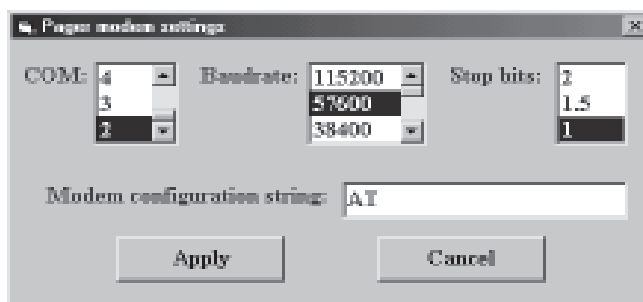 Pager modem settings
COM: 4 Baudrate: 115200 Stop bits: 2
3 57600 1.5
2 38400 1
Modem configuration string: AT
Apply Cancel